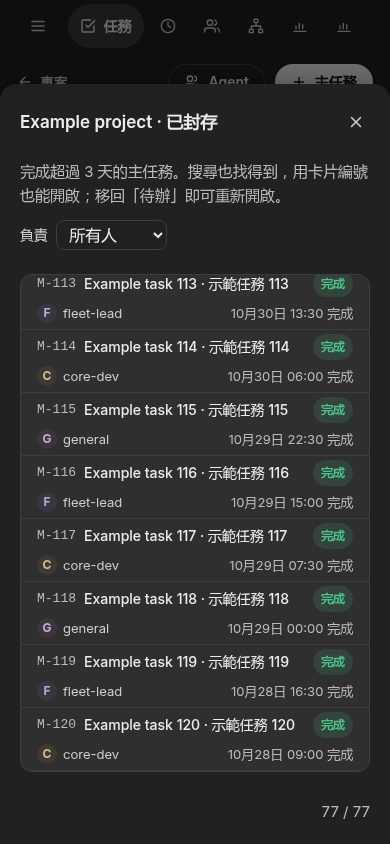 任務
專案
Agent
主任務
Example project · 已封存
完成超過 3 天的主任務。搜尋也找得到，用卡片編號
也能開啟；移回「待辦」即可重新開啟。
負責 所有人
M-113 Example task 113 · 示範任務 113 完成
F fleet-lead 10月30日 13:30 完成
M-114 Example task 114 · 示範任務 114 完成
C core-dev 10月30日 06:00 完成
M-115 Example task 115 · 示範任務 115 完成
G general 10月29日 22:30 完成
M-116 Example task 116 · 示範任務 116 完成
F fleet-lead 10月29日 15:00 完成
M-117 Example task 117 · 示範任務 117 完成
C core-dev 10月29日 07:30 完成
M-118 Example task 118 · 示範任務 118 完成
G general 10月29日 00:00 完成
M-119 Example task 119 · 示範任務 119 完成
F fleet-lead 10月28日 16:30 完成
M-120 Example task 120 · 示範任務 120 完成
C core-dev 10月28日 09:00 完成
77 / 77